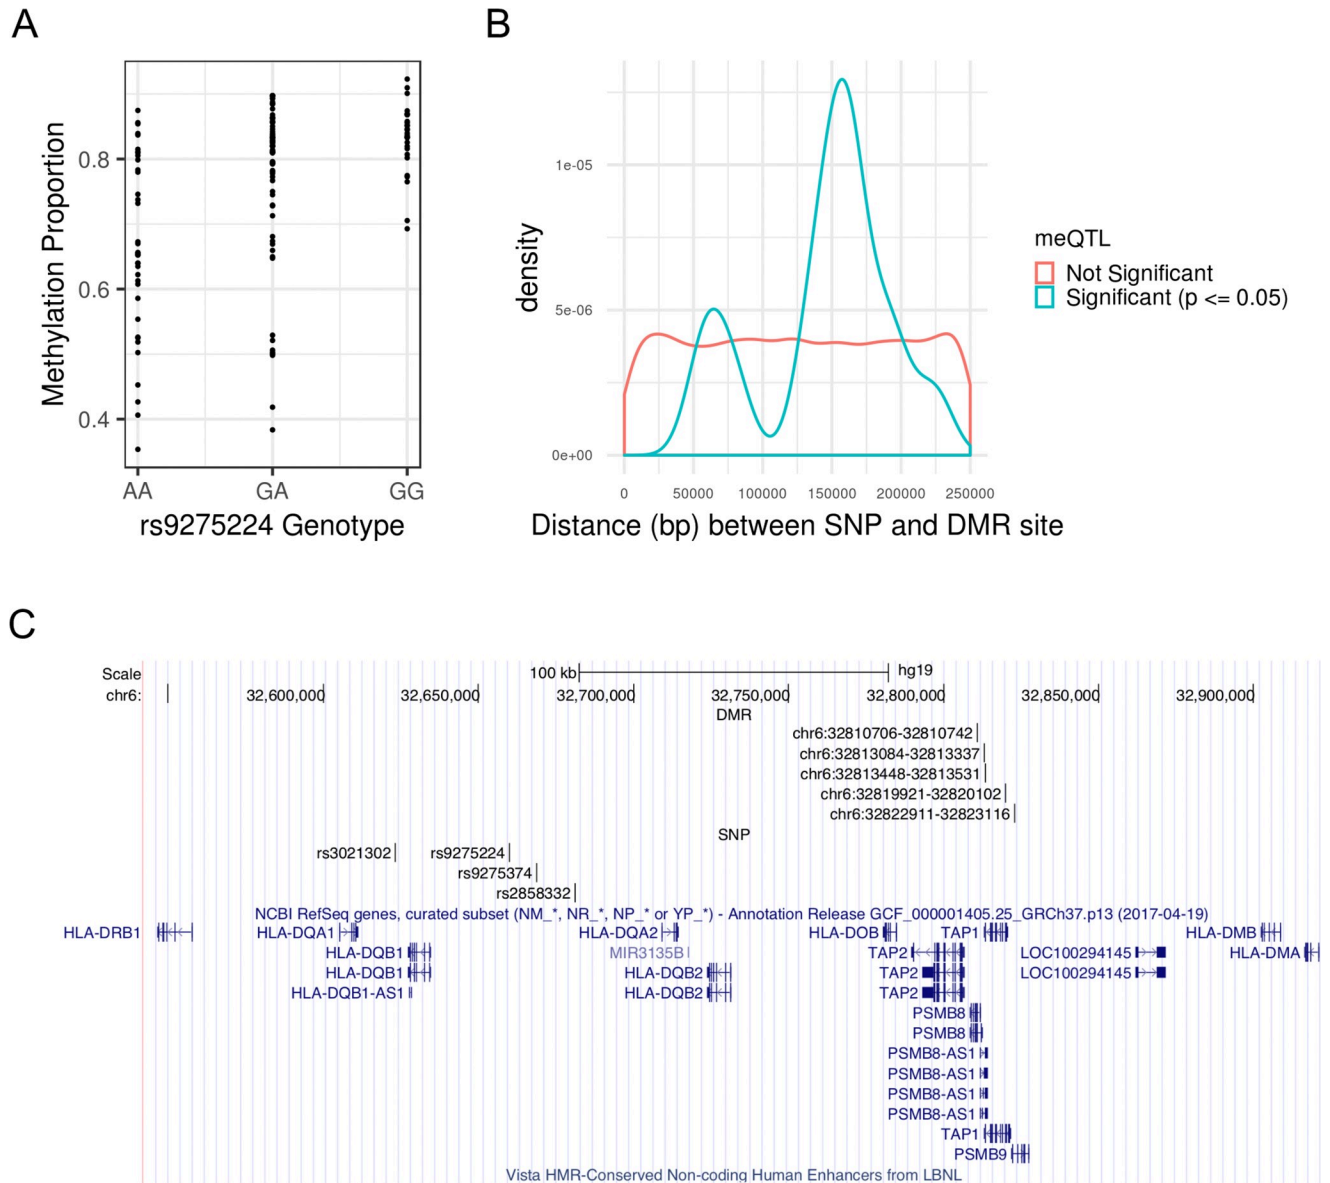 A
Methylation Proportion
0.8
0.6
0.4
AA GA GG
rs9275224 Genotype
B
density
1e-05
5e-06
0e+00
0 50000 100000 150000 200000 250000
Distance (bp) between SNP and DMR site
meQTL
Not Significant
Significant (p <= 0.05)
C
Scale 100 kb hg19
chr6: 32,600,000 32,650,000 32,700,000 32,750,000 32,800,000 32,850,000 32,900,000
DMR
chr6:32810706-32810742
chr6:32813084-32813337
chr6:32813448-32813531
chr6:32819921-32820102
chr6:32822911-32823116
SNP
rs3021302 rs9275224
rs9275374
rs2858332
NCBI RefSeq genes, curated subset (NM_*, NR_*, NP_* or YP_*) - Annotation Release GCF_000001405.25_GRCh37.p13 (2017-04-19)
HLA-DRB1 HLA-DQA1 HLA-DQA2 HLA-DOB TAP1 HLA-DMB
HLA-DQB1 MIR3135B TAP2 LOC100294145 HLA-DMA
HLA-DQB1 HLA-DQB2 TAP2 LOC100294145
HLA-DQB1-AS1 HLA-DQB2 TAP2
PSMB8
PSMB8
PSMB8-AS1
PSMB8-AS1
PSMB8-AS1
PSMB8-AS1
TAP1
PSMB9
Vista HMR-Conserved Non-coding Human Enhancers from LBNL